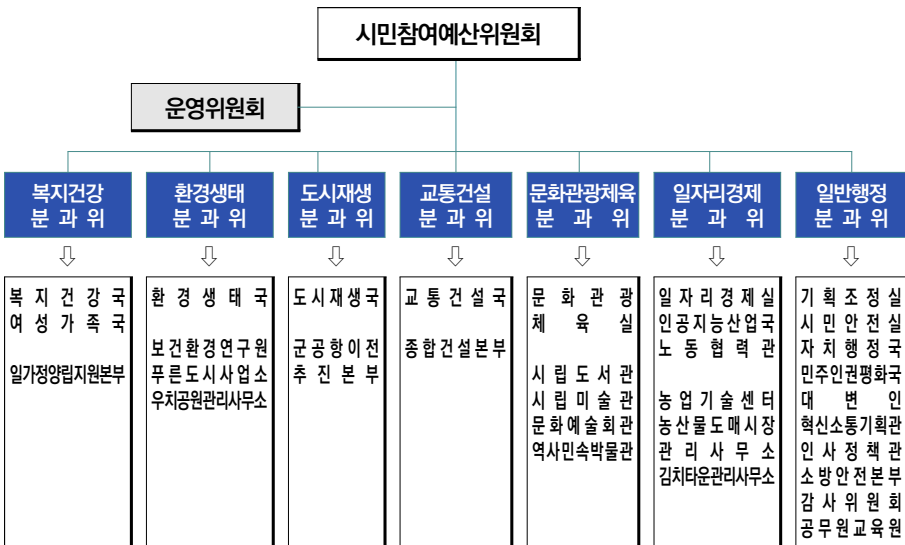 시민참여예산위원회
운영위원회
복지건강
분과위
환경생태
분과위
도시재생
분과위
교통건설
분과위
문화관광체육
분과위
일자리경제
분과위
일반행정
분과위
복지건강국
여성가족국
일가정양립지원본부
환경생태국
보건환경연구원
푸른도시사업소
우치공원관리사무소
도시재생국
군공항이전
추진본부
교통건설국
종합건설본부
문화관광
체육실
시립도서관
시립미술관
문화예술회관
역사민속박물관
일자리경제실
인공지능산업국
노동협력관
농업기술센터
농산물도매시장
관리사무소
김치타운관리사무소
기획조정실
시민안전실
자치행정국
민주인권평화국
대변인
혁신소통기획관
인사정책관
소방안전본부
감사위원회
공무원교육원